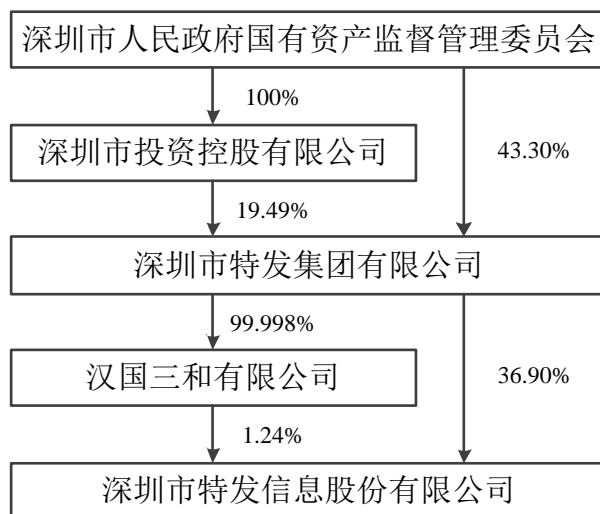 深圳市人民政府国有资产监督管理委员会
100%
深圳市投资控股有限公司
43.30%
19.49%
深圳市特发集团有限公司
99.998%
汉国三和有限公司
36.90%
1.24%
深圳市特发信息股份有限公司